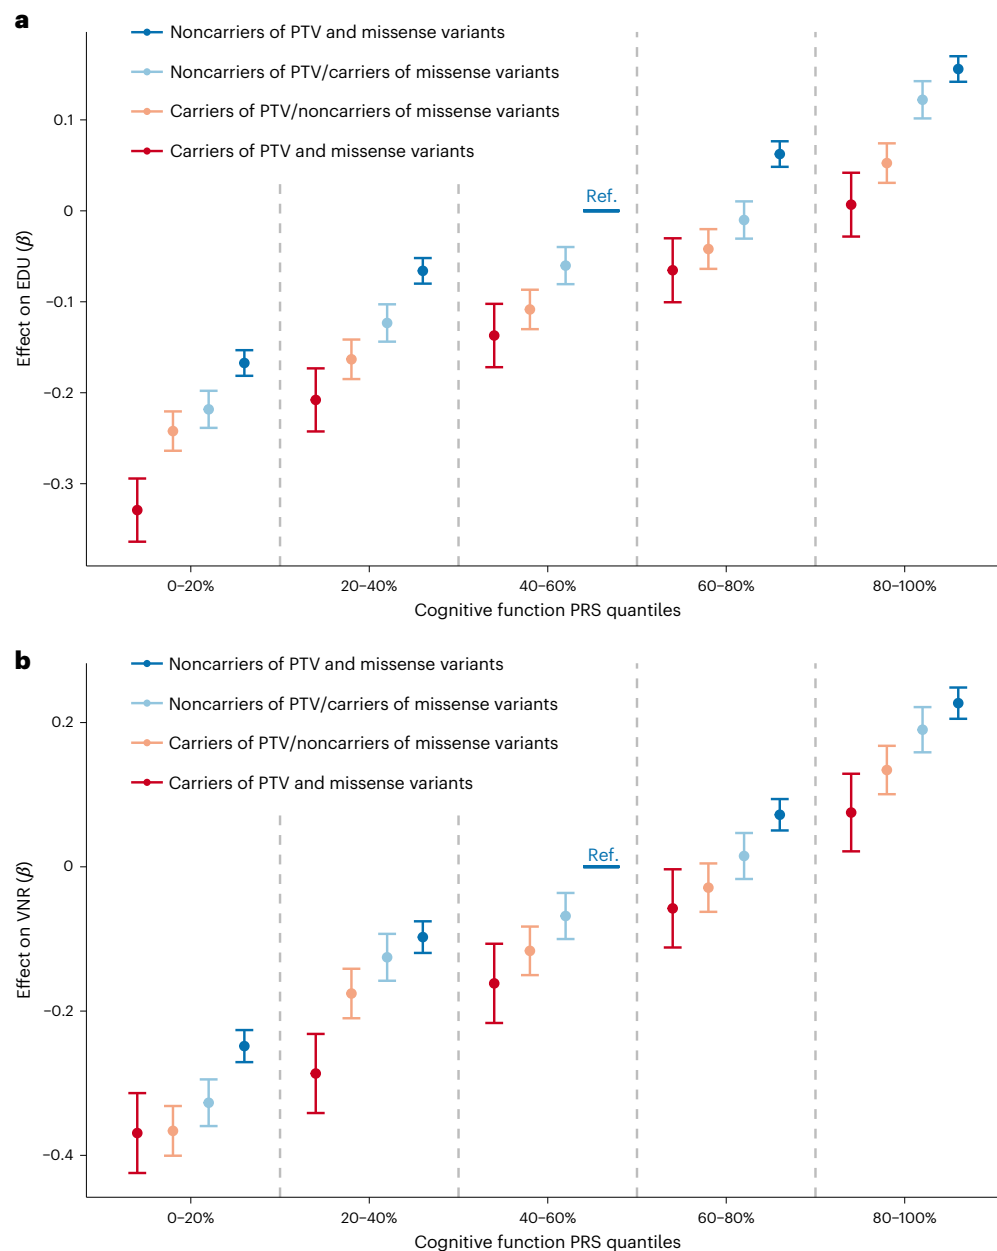 a
Noncarriers of PTV and missense variants
Noncarriers of PTV/carriers of missense variants
Carriers of PTV/noncarriers of missense variants
Carriers of PTV and missense variants
Ref.
0.1
0
−0.1
−0.2
−0.3
Effect on EDU (β)
0–20%
20–40%
40–60%
60–80%
80–100%
Cognitive function PRS quantiles
b
Noncarriers of PTV and missense variants
Noncarriers of PTV/carriers of missense variants
Carriers of PTV/noncarriers of missense variants
Carriers of PTV and missense variants
Ref.
0.2
0
−0.2
−0.4
Effect on VNR (β)
0–20%
20–40%
40–60%
60–80%
80–100%
Cognitive function PRS quantiles